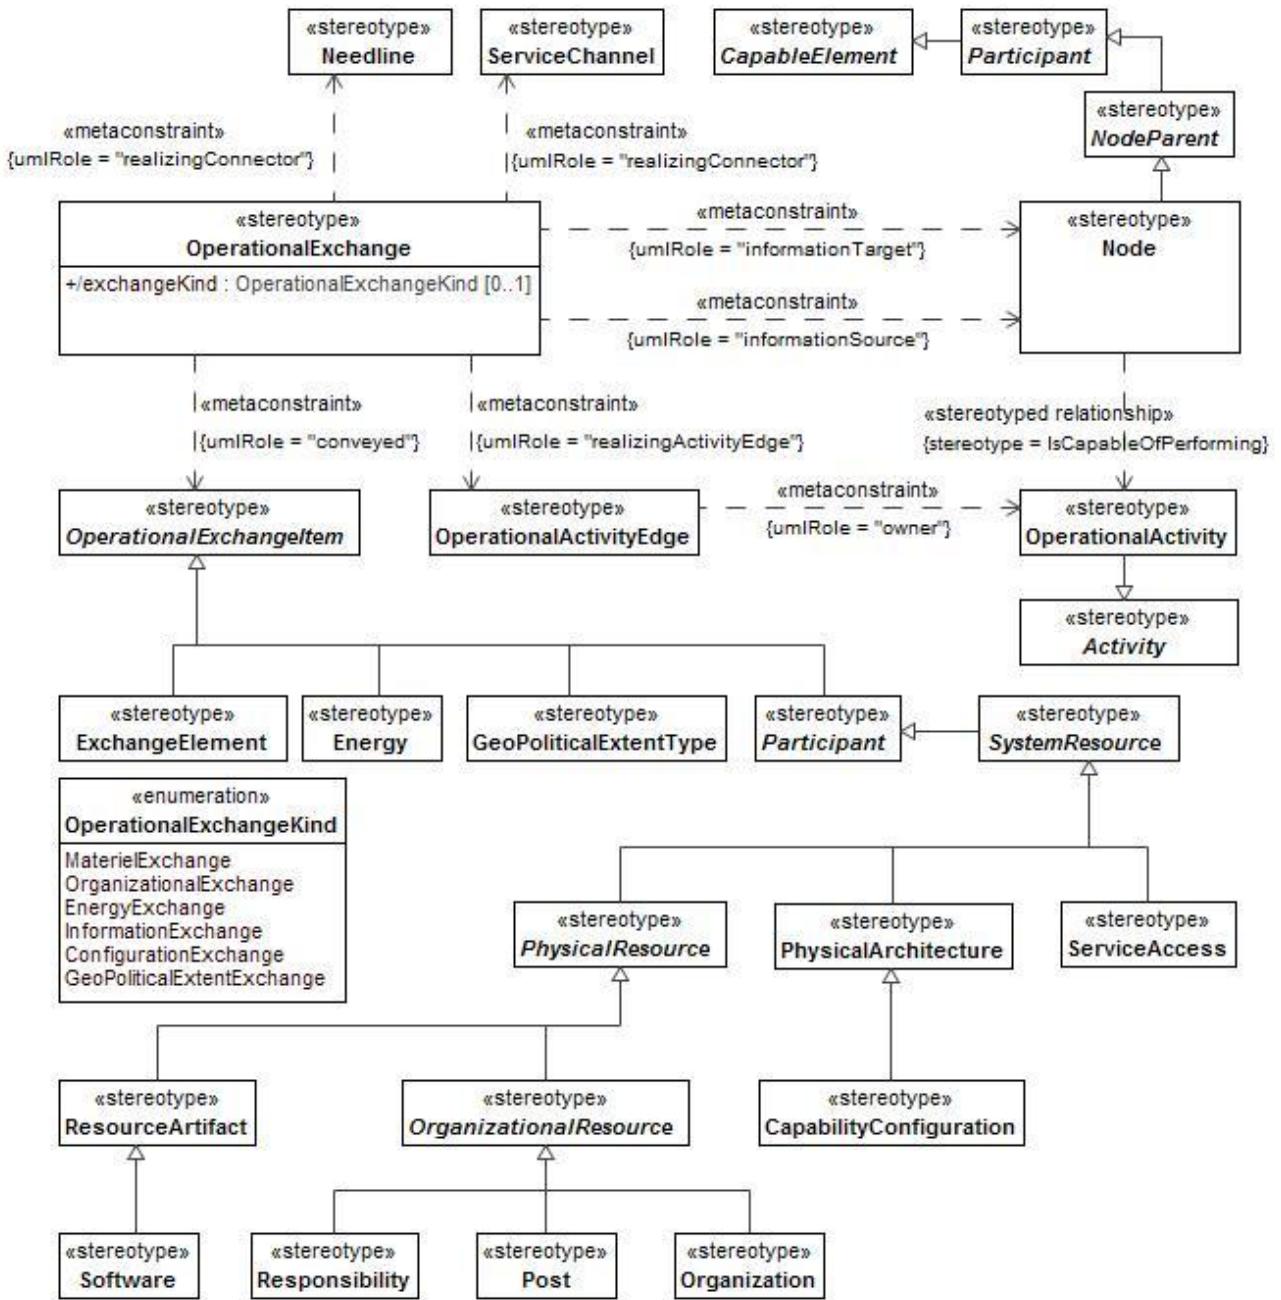 «stereotype»
Needline
«stereotype»
ServiceChannel
«stereotype»
CapableElement
«stereotype»
Participant
«stereotype»
NodeParent
«metaconstraint»
{umlRole = "realizingConnector"}
«metaconstraint»
{umlRole = "realizingConnector"}
«stereotype»
OperationalExchange
+/exchangeKind : OperationalExchangeKind [0..1]
«metaconstraint»
{umlRole = "informationTarget"}
«metaconstraint»
{umlRole = "informationSource"}
«stereotype»
Node
«metaconstraint»
{umlRole = "conveyed"}
«metaconstraint»
{umlRole = "realizingActivityEdge"}
«stereotyped relationship»
{stereotype = IsCapableOfPerforming}
«stereotype»
OperationalExchangeItem
«stereotype»
OperationalActivityEdge
«metaconstraint»
{umlRole = "owner"}
«stereotype»
OperationalActivity
«stereotype»
Activity
«stereotype»
ExchangeElement
«stereotype»
Energy
«stereotype»
GeoPoliticalExtentType
«stereotype»
Participant
«stereotype»
SystemResource
«enumeration»
OperationalExchangeKind
MaterielExchange
OrganizationalExchange
EnergyExchange
InformationExchange
ConfigurationExchange
GeoPoliticalExtentExchange
«stereotype»
PhysicalResource
«stereotype»
PhysicalArchitecture
«stereotype»
ServiceAccess
«stereotype»
ResourceArtifact
«stereotype»
OrganizationalResource
«stereotype»
CapabilityConfiguration
«stereotype»
Software
«stereotype»
Responsibility
«stereotype»
Post
«stereotype»
Organization